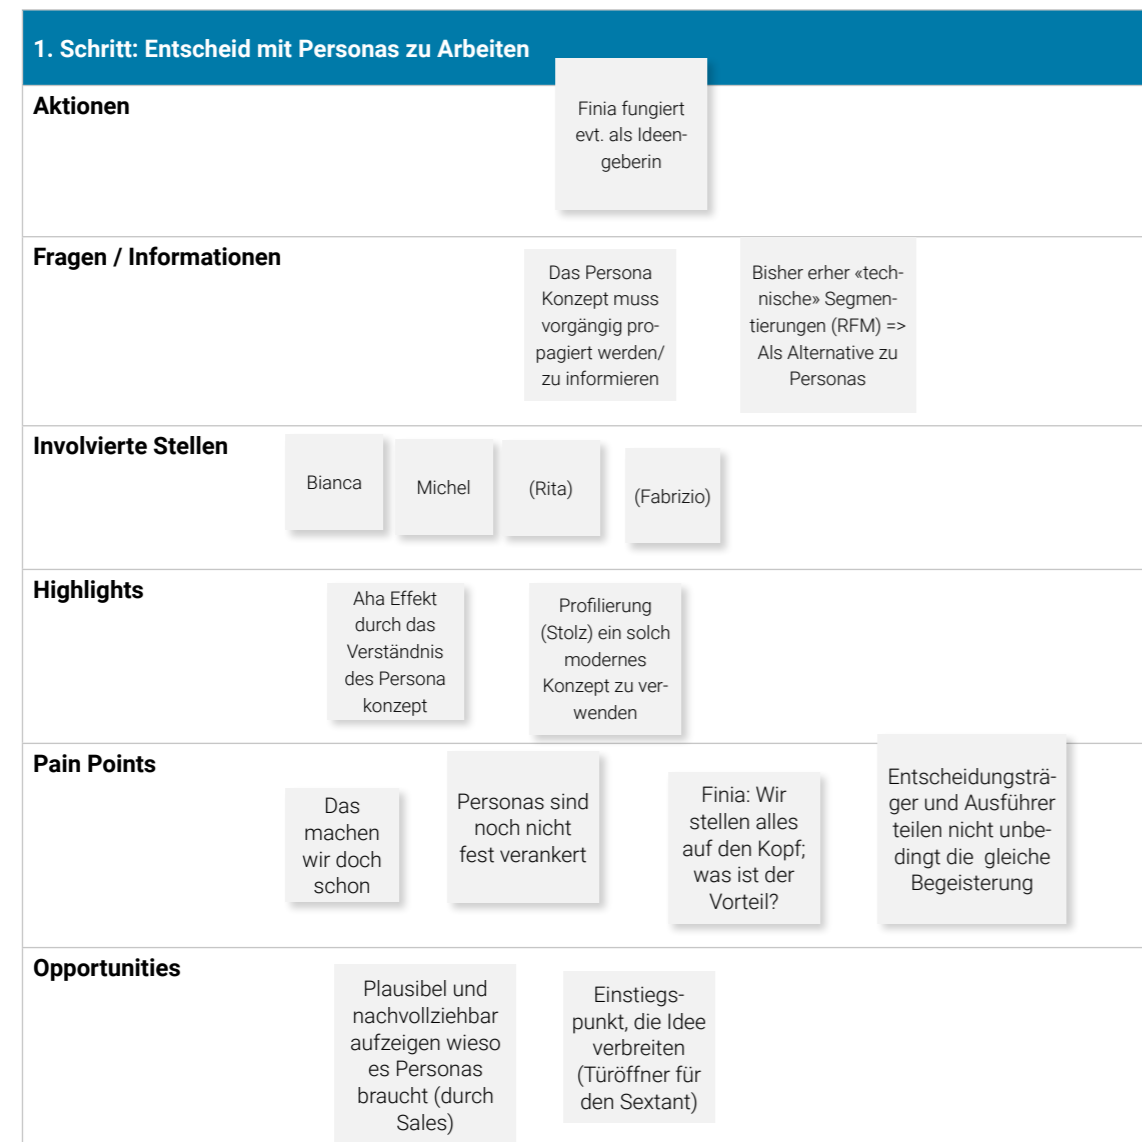 1. Schritt: Entscheid mit Personas zu Arbeiten
Aktionen
Finia fungiert
evt. als Ideen-
geberin
Fragen / Informationen
Das Persona
Konzept muss
vorgängig pro-
pagiert werden/
zu informieren
Bisher erher «tech-
nische» Segmen-
tierungen (RFM) =>
Als Alternative zu
Personas
Involvierte Stellen
Bianca
Michel
(Rita)
(Fabrizio)
Highlights
Aha Effekt
durch das
Verständnis
des Persona
konzept
Profilierung
(Stolz) ein solch
modernes
Konzept zu ver-
wenden
Pain Points
Das
machen
wir doch
schon
Personas sind
noch nicht
fest verankert
Finia: Wir
stellen alles
auf den Kopf;
was ist der
Vorteil?
Entscheidungsträ-
ger und Ausführer
teilen nicht unbe-
dingt die gleiche
Begeisterung
Opportunities
Plausibel und
nachvollziehbar
aufzeigen wieso
es Personas
braucht (durch
Sales)
Einstiegs-
punkt, die Idee
verbreiten
(Türöffner für
den Sextant)